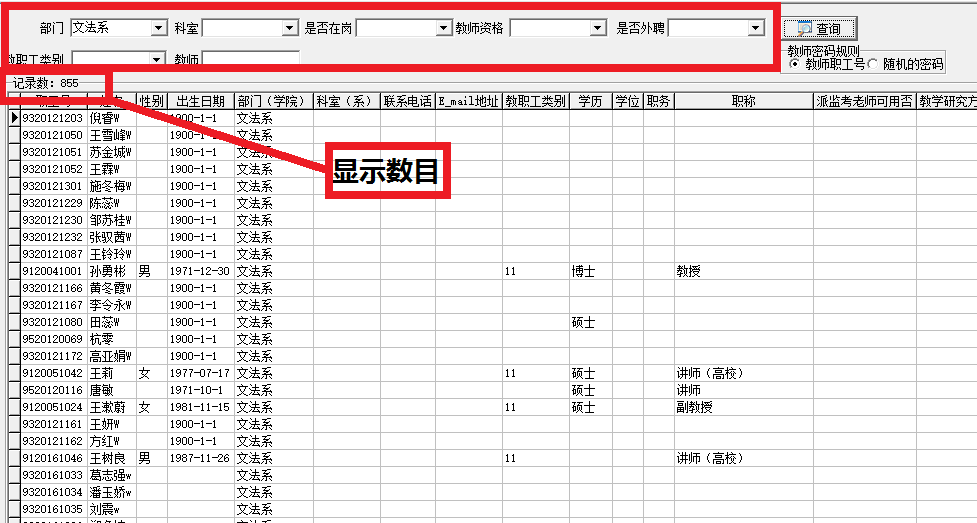 部门 文法系 科室 是否在岗 教师资格 是否外聘 查询
教职工类别 教师
教师密码规则
教师职工号 随机的密码
记录数：855
性别 出生日期 部门（学院） 科室（系） 联系电话 E_mail地址 教职工类别 学历 学位 职务 职称 派监考老师可用否 教学研究方
9320121203 倪睿W 1900-1-1 文法系
9320121050 王雪峰W 文法系
9320121051 苏金城W 1900-1-1
9320121052 王霖W 1900-1-1 文法系
9320121301 施冬梅W 1900-1-1 文法系
9320121229 陈蕊W 1900-1-1 文法系
9320121230 邹苏桂W 1900-1-1 文法系
9320121232 张驭茜W 1900-1-1 文法系
9320121087 王铃玲W 1900-1-1 文法系
9120041001 孙勇彬 男 1971-12-30 文法系 11 博士 教授
9320121166 黄冬霞W 1900-1-1 文法系
9320121167 李令永W 1900-1-1 文法系
9320121080 田蕊W 1900-1-1 文法系 硕士
9520120069 杭零 1900-1-1 文法系
9320121172 高亚娟W 1900-1-1 文法系
9120051042 王莉 女 1977-07-17 文法系 11 硕士 讲师（高校）
9520120116 唐敏 1971-10-1 文法系 硕士 讲师
9120051024 王漱蔚 女 1981-11-15 文法系 11 硕士 副教授
9320121161 王妍W 1900-1-1 文法系
9320121162 方红W 1900-1-1 文法系
9120161046 王树良 男 1987-11-26 文法系 11 讲师（高校）
9320161033 葛志强w 文法系
9320161034 潘玉娇w 文法系
9320161035 刘震w 文法系
显示数目